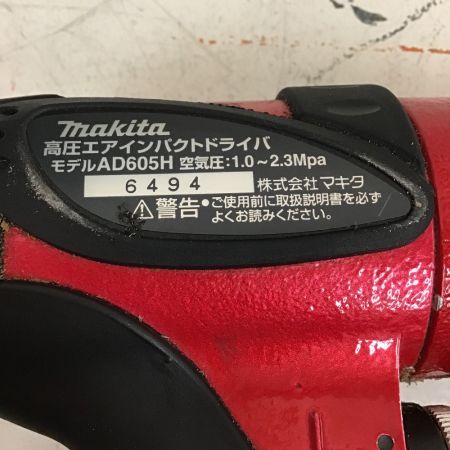 makita
高圧エアインパクトドライバ
モデルAD605H 空気圧:1.0～2.3Mpa
6494 株式会社マキタ
⚠警告●ご使用前に取扱説明書を必ず
よくお読みください。